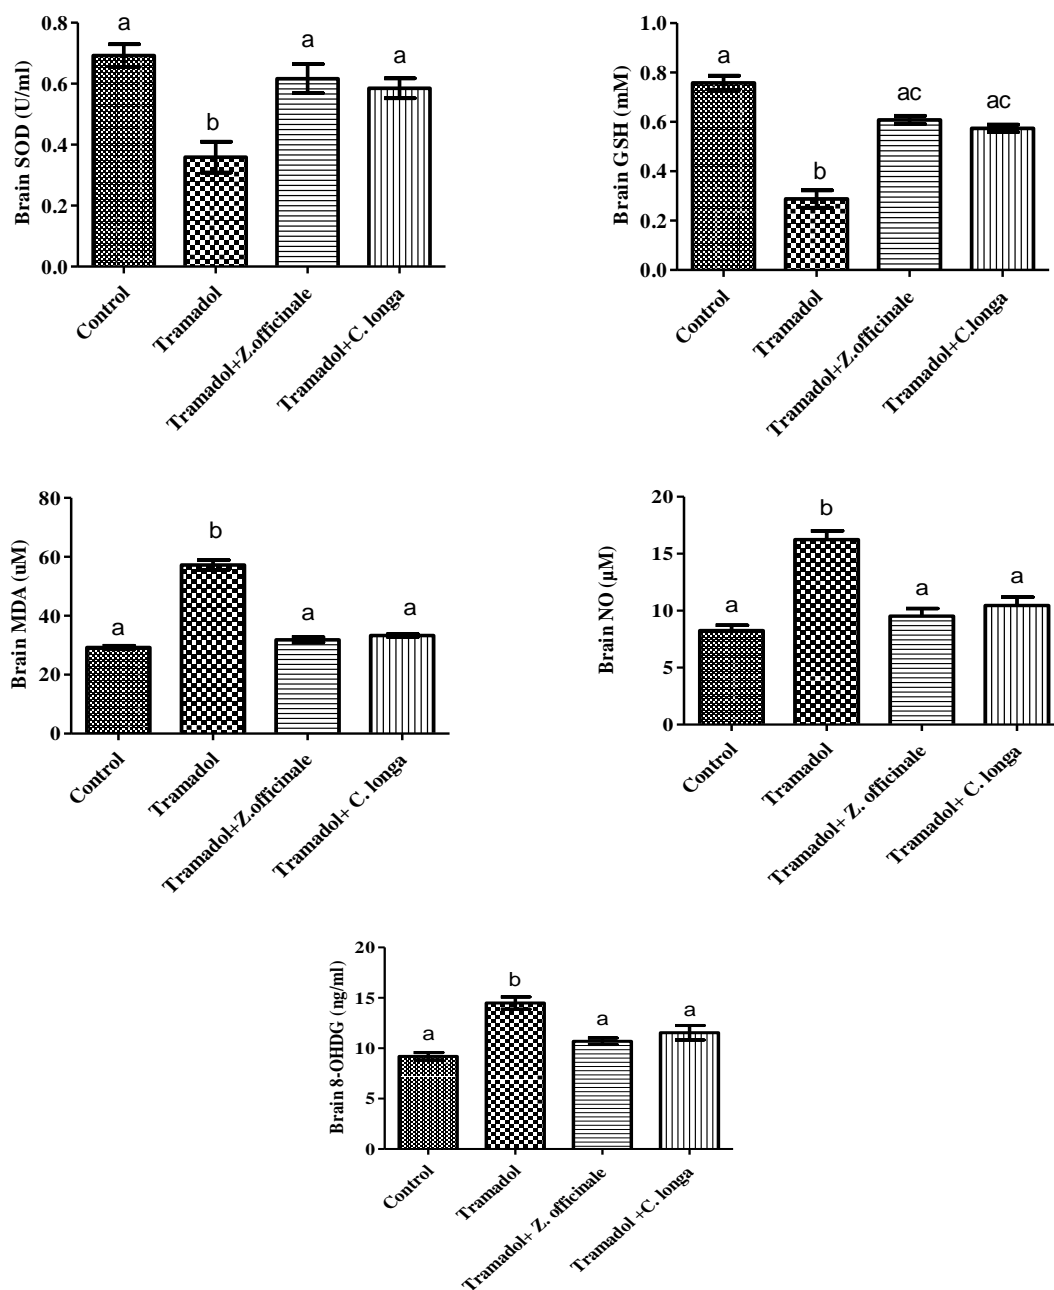 Brain SOD (U/ml)
0.8
0.6
0.4
0.2
0.0
a
b
a
a
Control
Tramadol
Tramadol+Z.officinale
Tramadol+C. longa
Brain GSH (mM)
1.0
0.8
0.6
0.4
0.2
0.0
a
b
ac
ac
Control
Tramadol
Tramadol+Z.officinale
Tramadol+C.longa
Brain MDA (uM)
80
60
40
20
0
a
b
a
a
Control
Tramadol
Tramadol+Z.officinale
Tramadol+ C. longa
Brain NO (µM)
20
15
10
5
0
a
b
a
a
Control
Tramadol
Tramadol+ Z. officinale
Tramadol+ C. longa
Brain 8-OHDG (ng/ml)
20
15
10
5
0
a
b
a
a
Control
Tramadol
Tramadol+ Z. officinale
Tramadol +C. longa